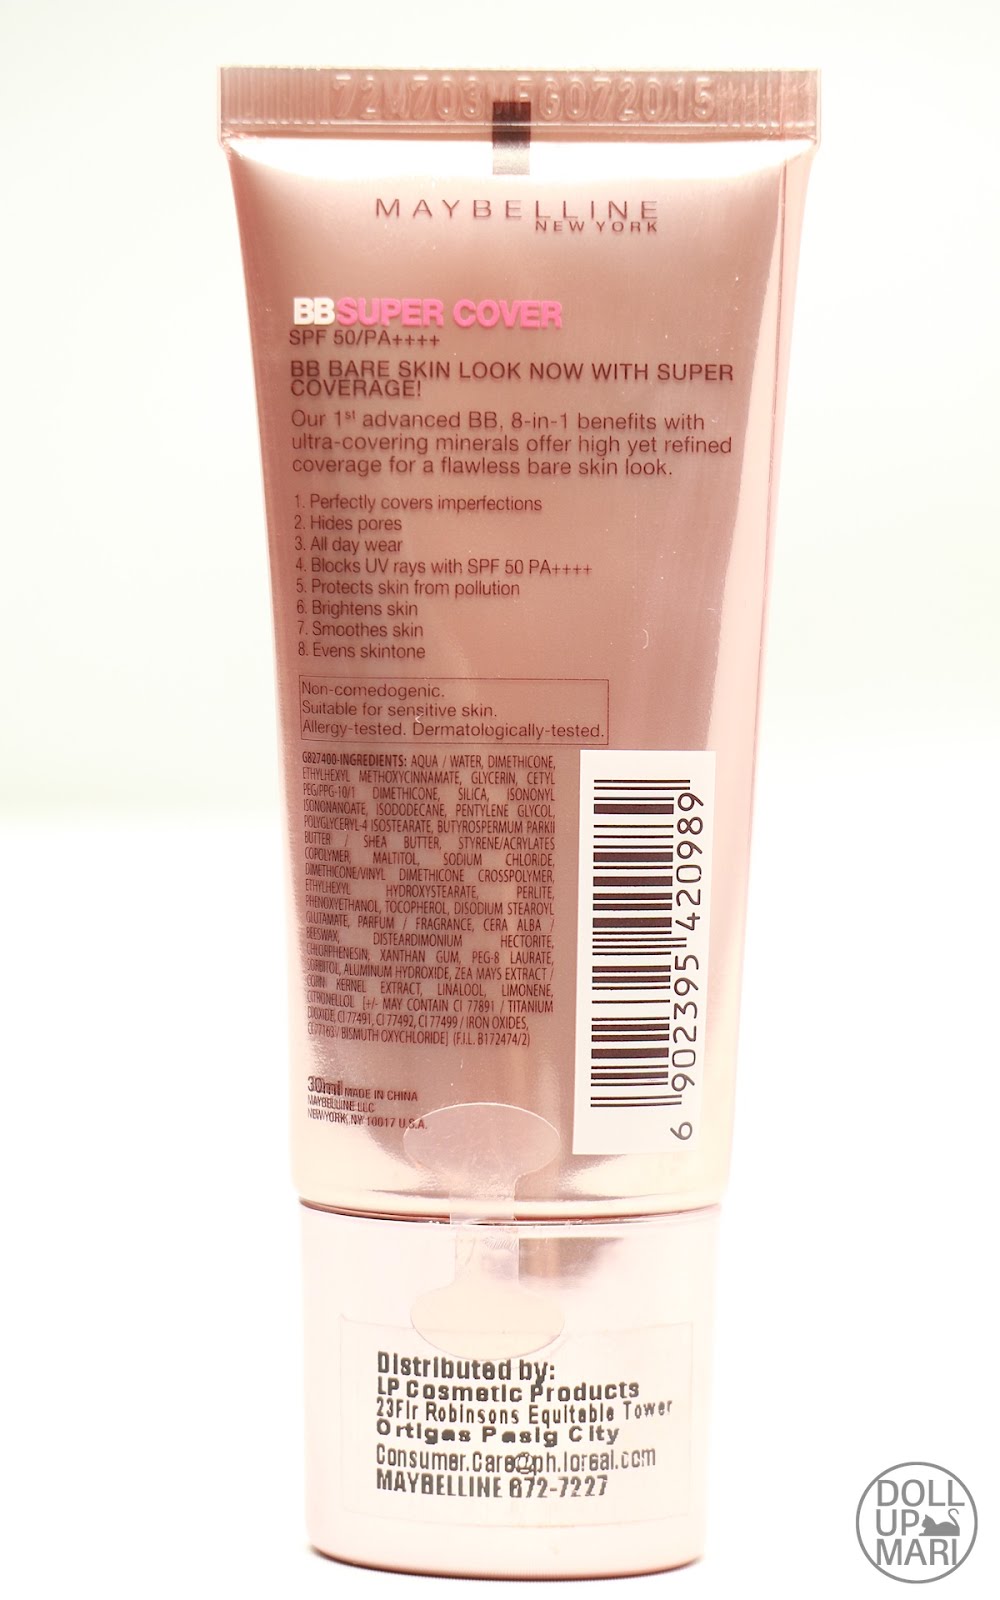 72M703MFG072015
MAYBELLINE
NEW YORK
BB SUPER COVER
SPF 50/PA++++
BB BARE SKIN LOOK NOW WITH SUPER
COVERAGE!
Our 1st advanced BB, 8-in-1 benefits with
ultra-covering minerals offer high yet refined
coverage for a flawless bare skin look.
1. Perfectly covers imperfections
2. Hides pores
3. All day wear
4. Blocks UV rays with SPF 50 PA++++
5. Protects skin from pollution
6. Brightens skin
7. Smoothes skin
8. Evens skintone
Non-comedogenic.
Suitable for sensitive skin.
Allergy-tested. Dermatologically-tested.
G827400-INGREDIENTS: AQUA / WATER, DIMETHICONE,
ETHYLHEXYL METHOXYCINNAMATE, GLYCERIN, CETYL
PEG/PPG-10/1 DIMETHICONE, SILICA, ISONONYL
ISONONANOATE, ISODODECANE, PENTYLENE GLYCOL,
POLYGLYCERYL-4 ISOSTEARATE, BUTYROSPERMUM PARKII
BUTTER / SHEA BUTTER, STYRENE/ACRYLATES
COPOLYMER, MALTITOL, SODIUM CHLORIDE,
DIMETHICONE/VINYL DIMETHICONE CROSSPOLYMER,
ETHYLHEXYL HYDROXYSTEARATE, PERLITE,
PHENOXYETHANOL, TOCOPHEROL, DISODIUM STEAROYL
GLUTAMATE, PARFUM / FRAGRANCE, CERA ALBA /
BEESWAX, DISTEARDIMONIUM HECTORITE,
CHLORPHENESIN, XANTHAN GUM, PEG-8 LAURATE,
SORBITOL, ALUMINUM HYDROXIDE, ZEA MAYS EXTRACT /
CORN KERNEL EXTRACT, LINALOOL, LIMONENE,
CITRONELLOL [+/- MAY CONTAIN CI 77891 / TITANIUM
DIOXIDE, CI 77491, CI 77492, CI 77499 / IRON OXIDES,
CI 77163 / BISMUTH OXYCHLORIDE] (F.I.L. B172474/2)
30ml MADE IN CHINA
MAYBELLINE LLC
NEW YORK, NY 10017 U.S.A.
6 902395 420989
Distributed by:
LP Cosmetic Products
23Flr Robinsons Equitable Tower
Ortigas Pasig City
Consumer.Care@ph.loreal.com
MAYBELLINE 672-7227
DOLL
UP
MARI